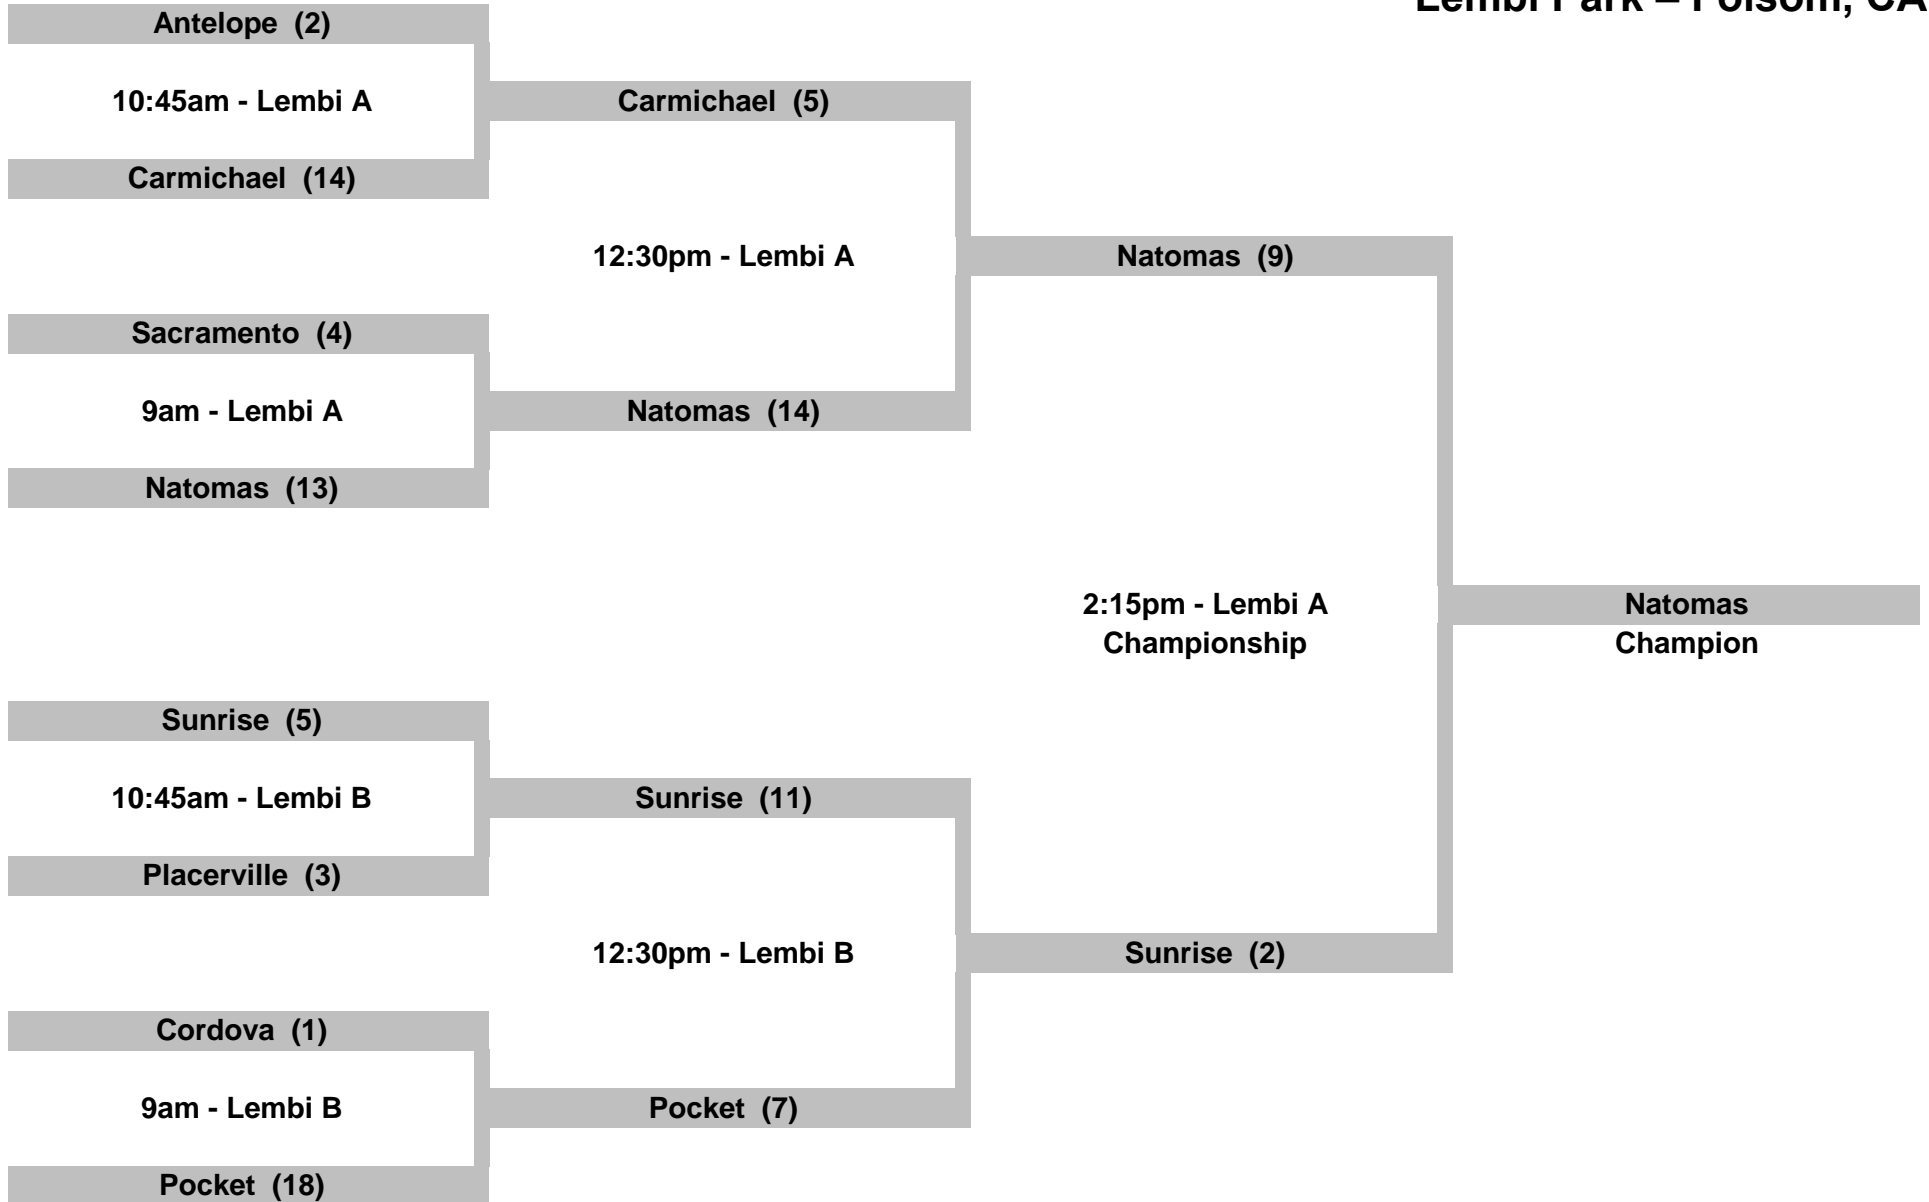 Lembi Park – Folsom, CA
Antelope (2)
10:45am - Lembi A
Carmichael (5)
Carmichael (14)
12:30pm - Lembi A
Natomas (9)
Sacramento (4)
9am - Lembi A
Natomas (14)
Natomas (13)
2:15pm - Lembi A
Championship
Natomas
Champion
Sunrise (5)
10:45am - Lembi B
Sunrise (11)
Placerville (3)
12:30pm - Lembi B
Sunrise (2)
Cordova (1)
9am - Lembi B
Pocket (7)
Pocket (18)